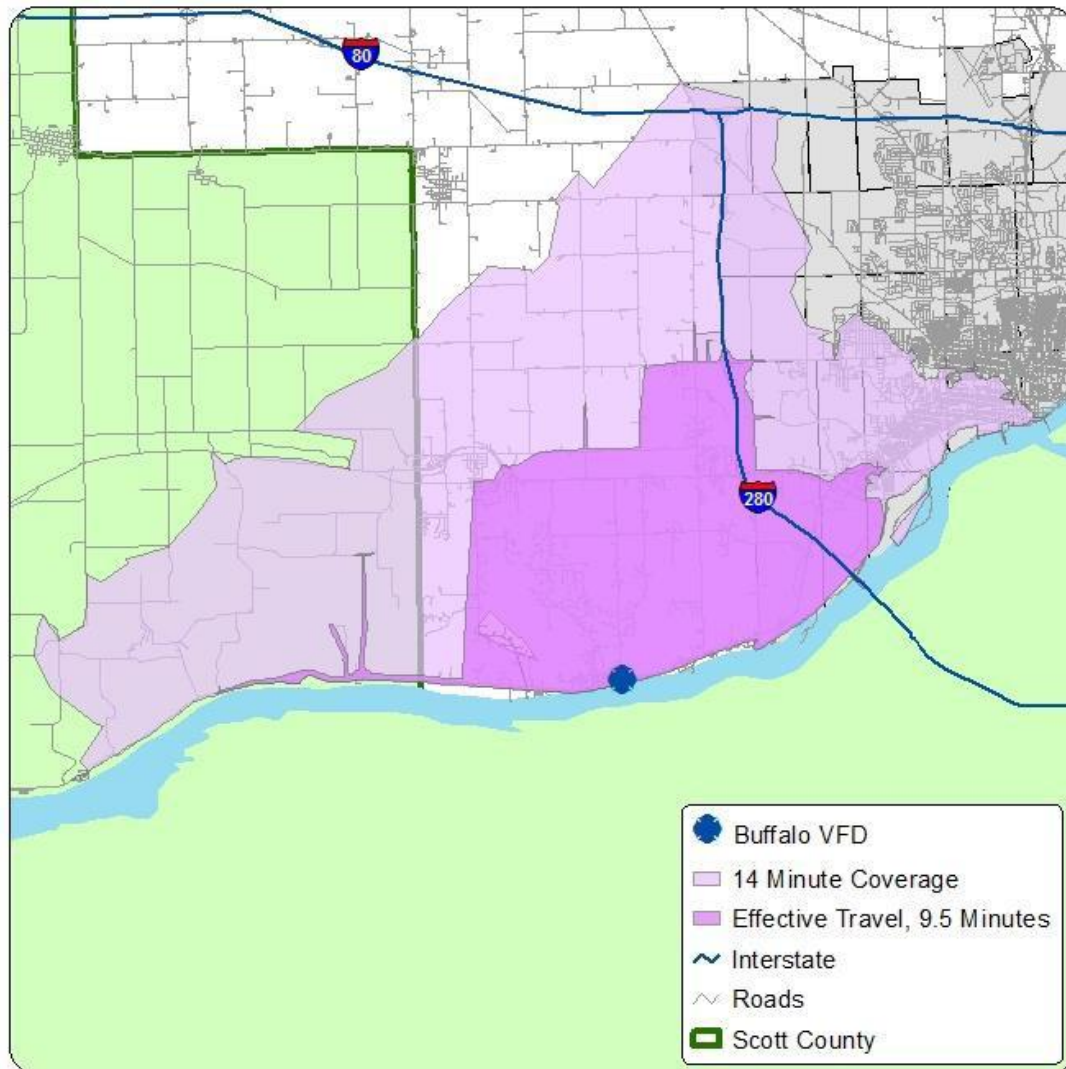 80
280
Buffalo VFD
14 Minute Coverage
Effective Travel, 9.5 Minutes
Interstate
Roads
Scott County